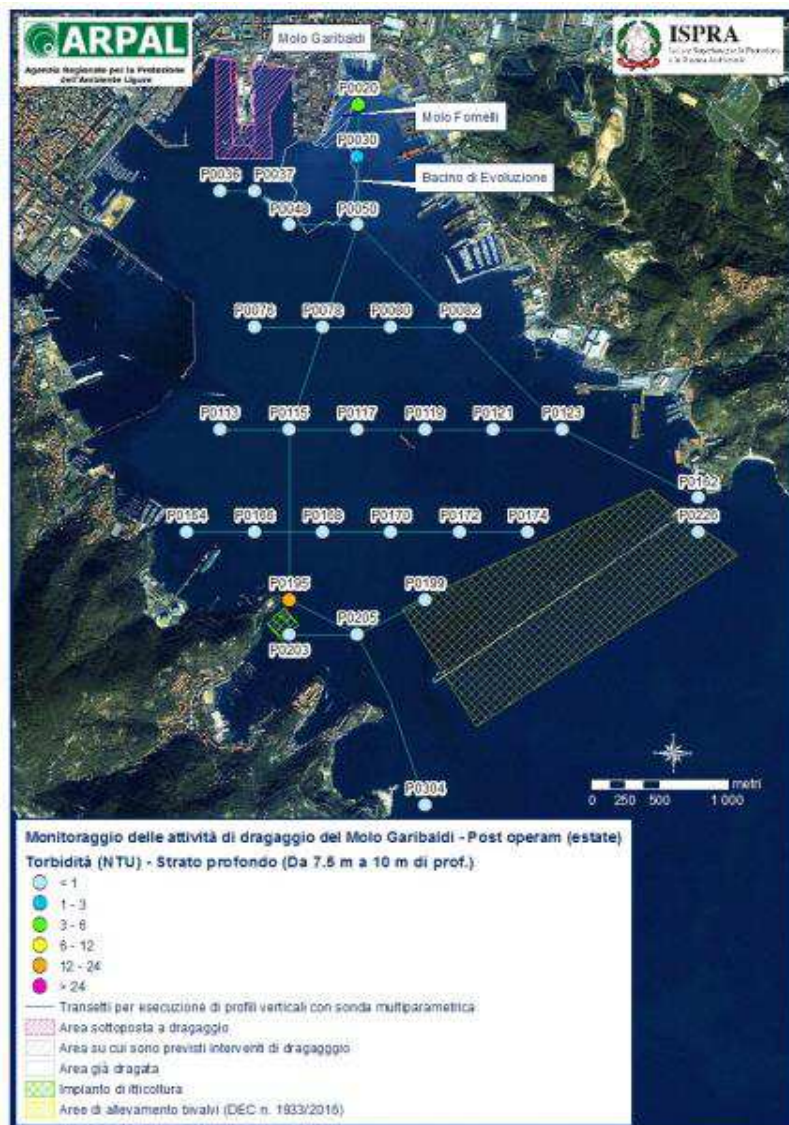 ARPAL
Agenzia Regionale per la Protezione
dell'Ambiente Ligure
Molo Garibaldi
ISPRA
P0020
Molo Fornelli
P0030
Bacino di Evoluzione
P0036
P0037
P0048
P0050
P0076
P0078
P0080
P0082
P0113
P0115
P0117
P0119
P0121
P0123
P0162
P0164
P0166
P0168
P0170
P0172
P0174
P0226
P0195
P0199
P0203
P0205
P0304
metri
0 250 500 1 000
Monitoraggio delle attività di dragaggio del Molo Garibaldi - Post operam (estate)
Torbidità (NTU) - Strato profondo (Da 7.5 m a 10 m di prof.)
< 1
1 - 3
3 - 6
6 - 12
12 - 24
> 24
Transetti per esecuzione di profili verticali con sonda multiparametrica
Area sottoposta a dragaggio
Area su cui sono previsti interventi di dragagggio
Area già dragata
Impianto di itticoltura
Aree di allevamento bivalvi (DEC n. 1933/2016)